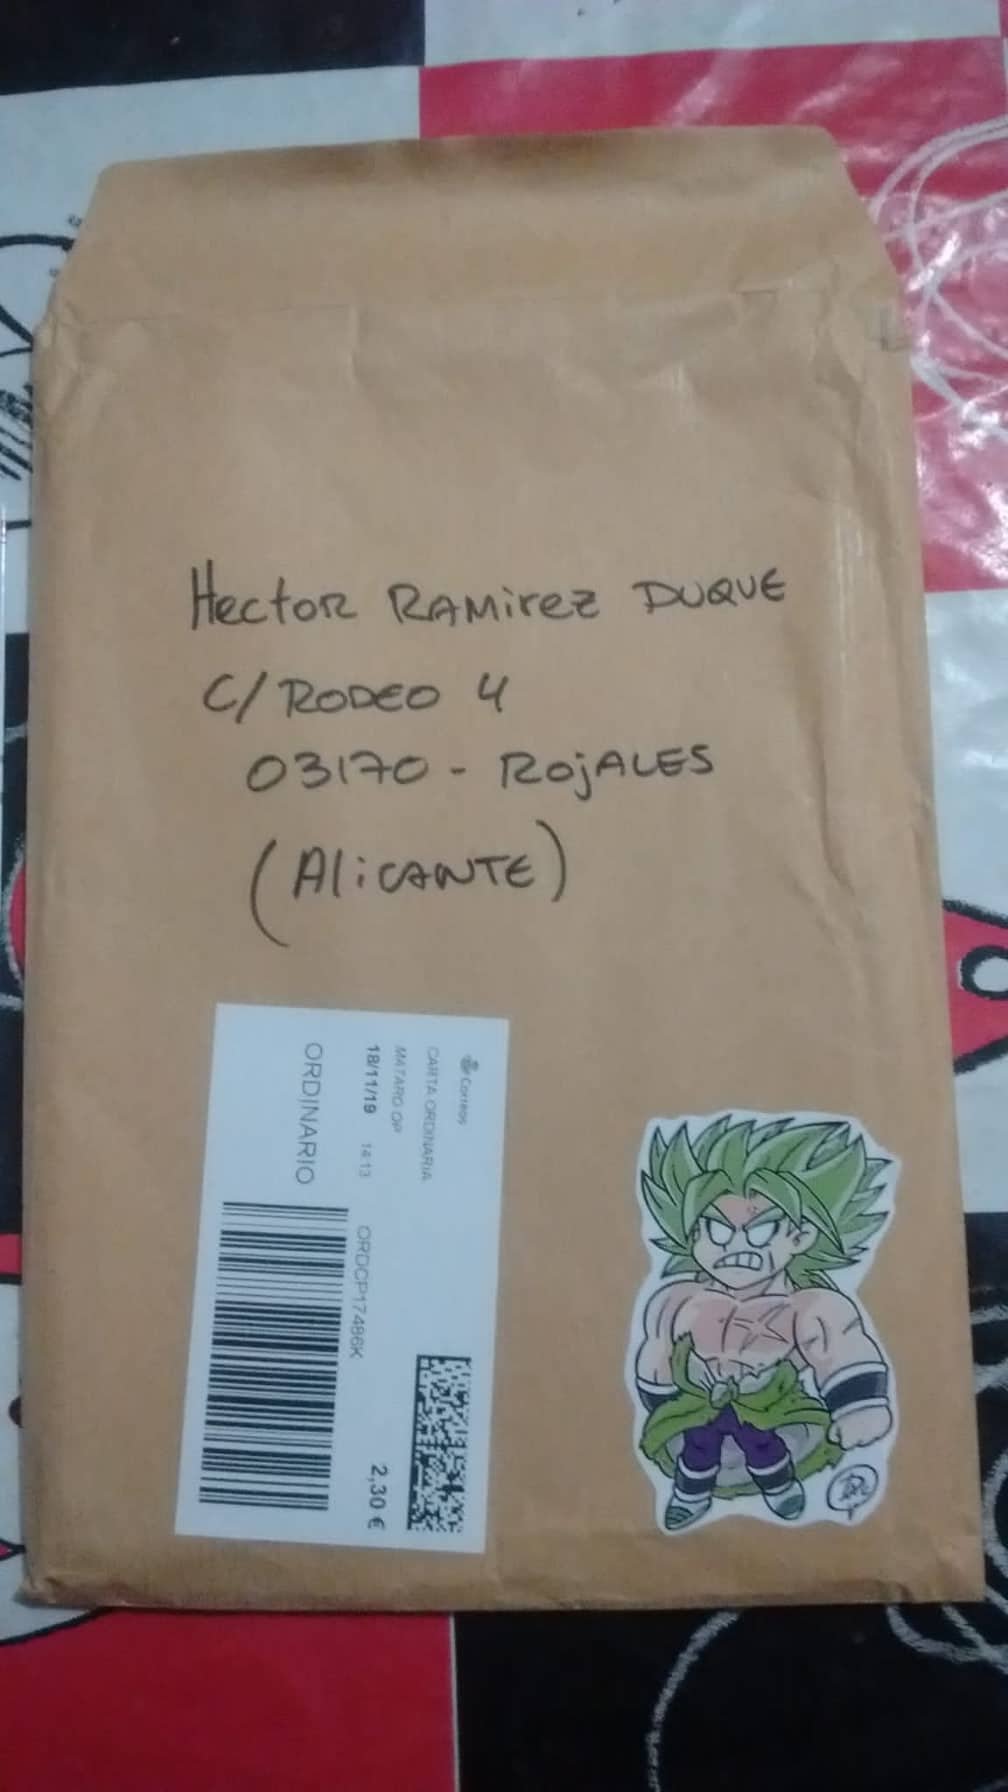 Hector RAMirez DUQUE
C/ RODEO 4
03170 - ROjALES
(AliCANTE)
Correos
CARTA ORDINARIA
MATARO OP
18/11/19 14:13
ORDCP17486K
2,30 €
ORDINARIO